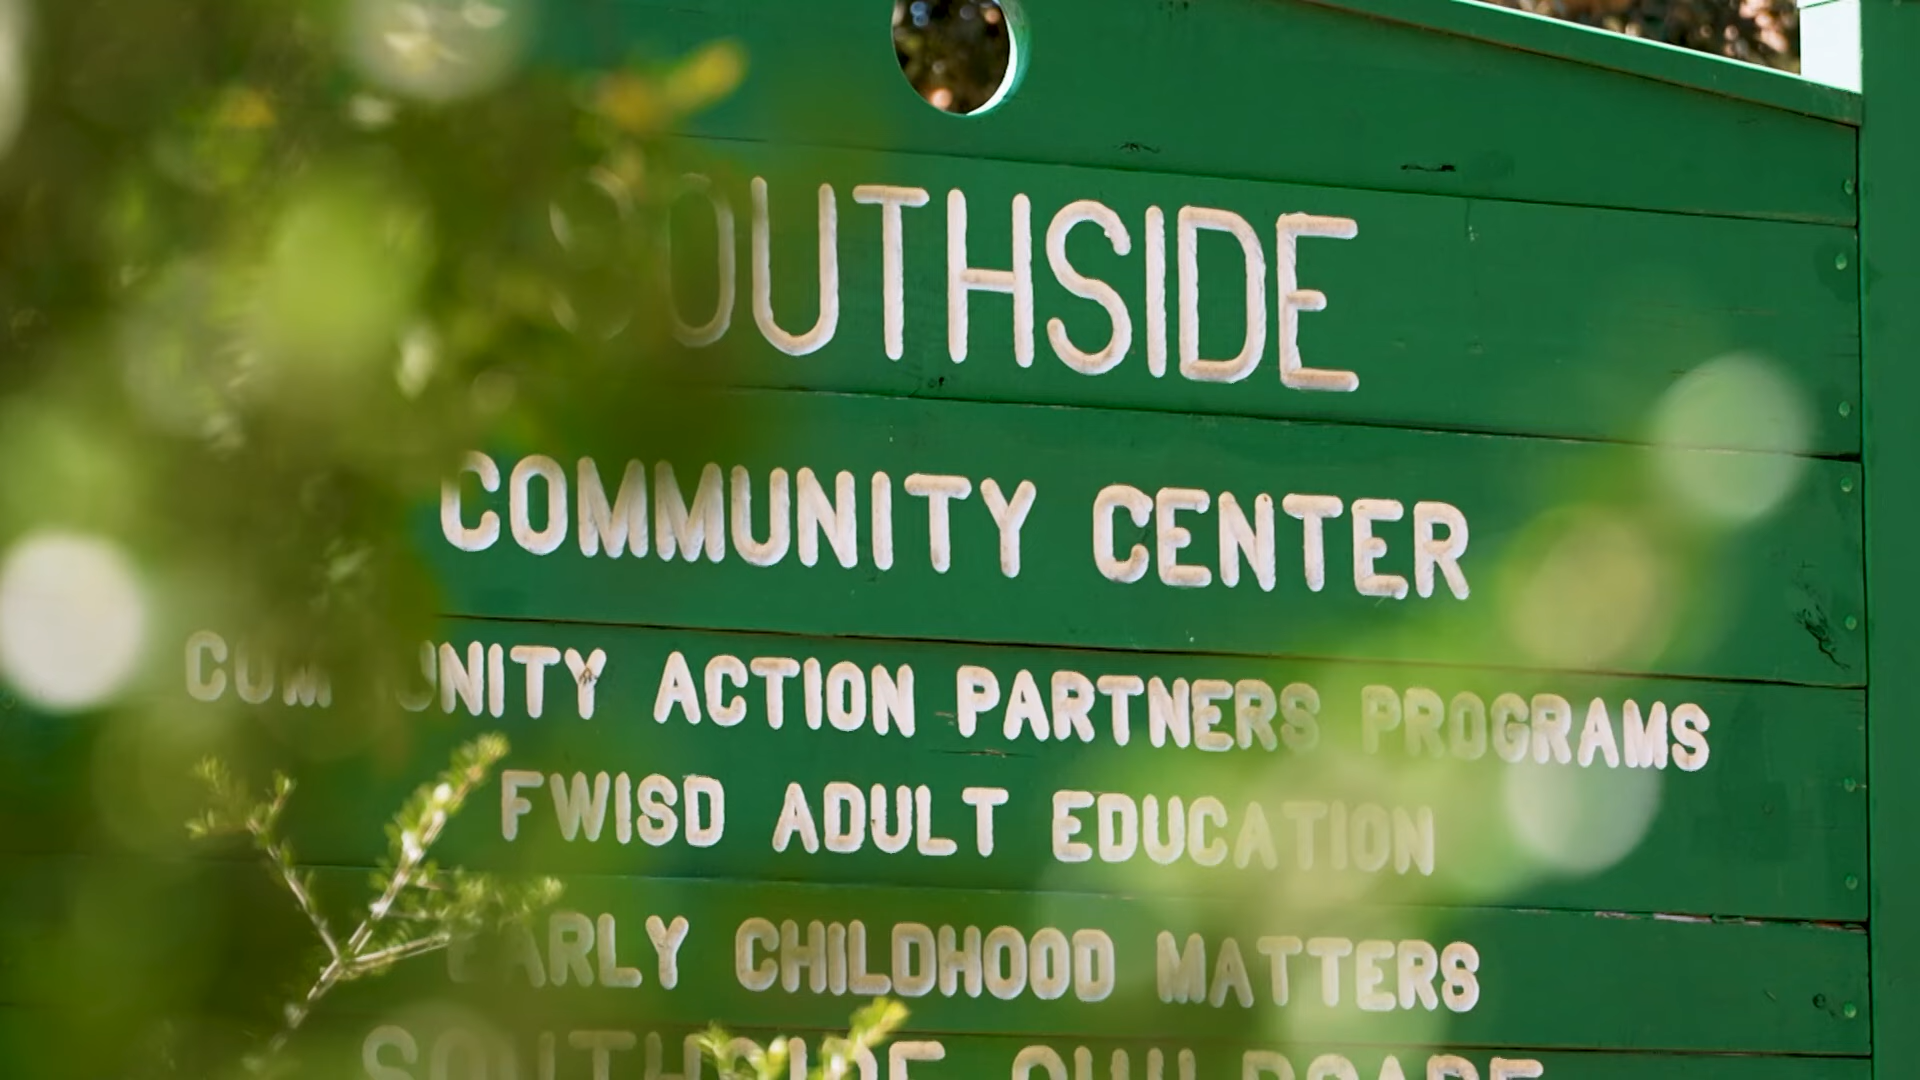 SOUTHSIDE
COMMUNITY CENTER
COMMUNITY ACTION PARTNERS PROGRAMS
FWISD ADULT EDUCATION
EARLY CHILDHOOD MATTERS
SOUTHSIDE CHILDCARE